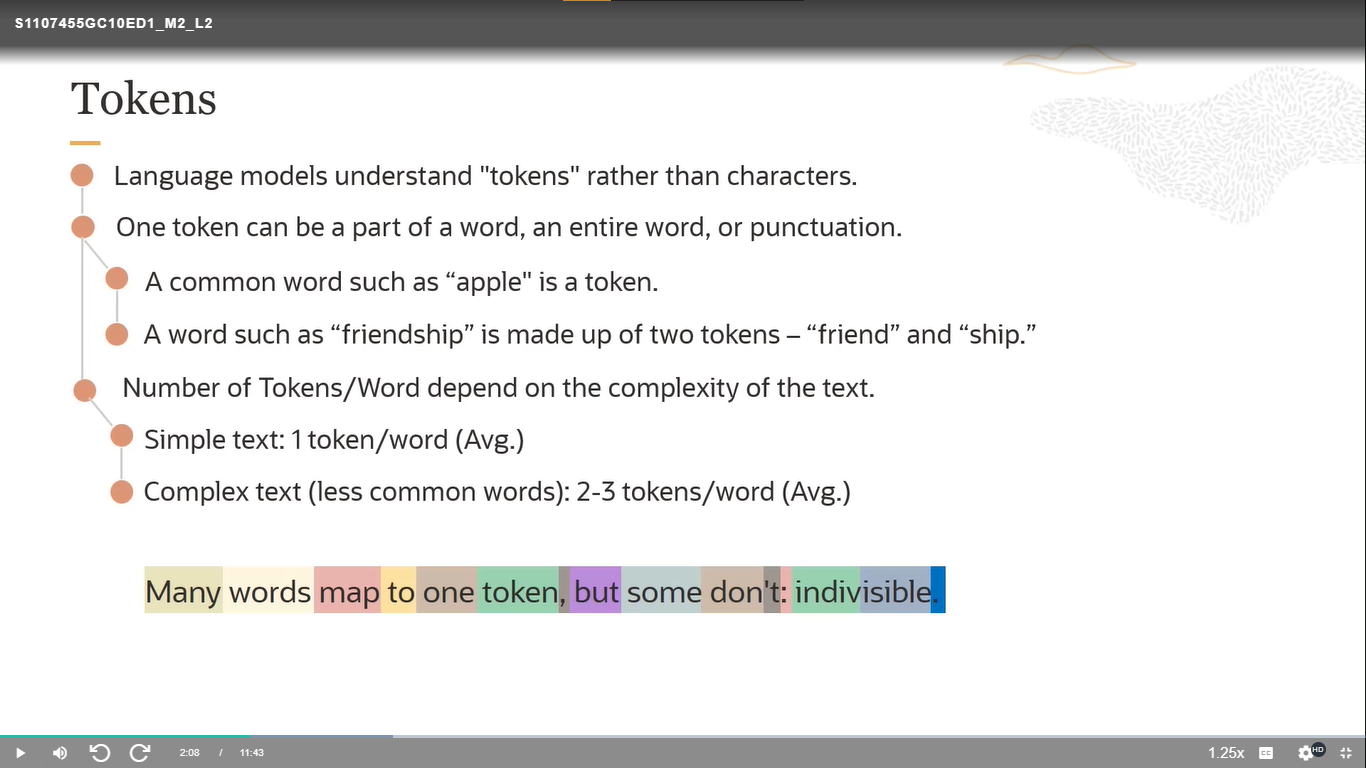 S1107455GC10ED1_M2_L2
Tokens
Language models understand "tokens" rather than characters.
One token can be a part of a word, an entire word, or punctuation.
A common word such as “apple" is a token.
A word such as “friendship” is made up of two tokens – “friend” and “ship.”
Number of Tokens/Word depend on the complexity of the text.
Simple text: 1 token/word (Avg.)
Complex text (less common words): 2-3 tokens/word (Avg.)
Many words map to one token, but some don't: indivisible.
2:08 / 11:43 1.25x CC HD